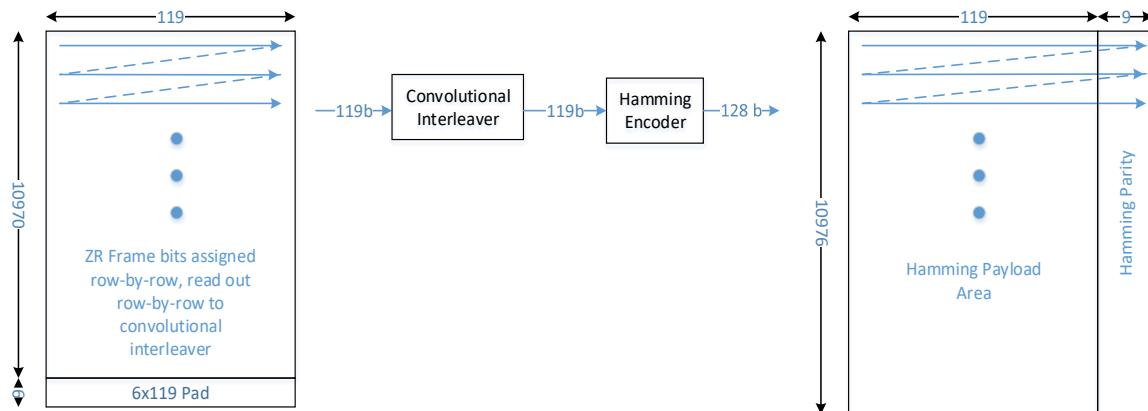 119
10970
ZR Frame bits assigned
row-by-row, read out
row-by-row to
convolutional
interleaver
6
6x119 Pad
119b
Convolutional
Interleaver
119b
Hamming
Encoder
128 b
119
9
10976
Hamming Payload
Area
Hamming Parity